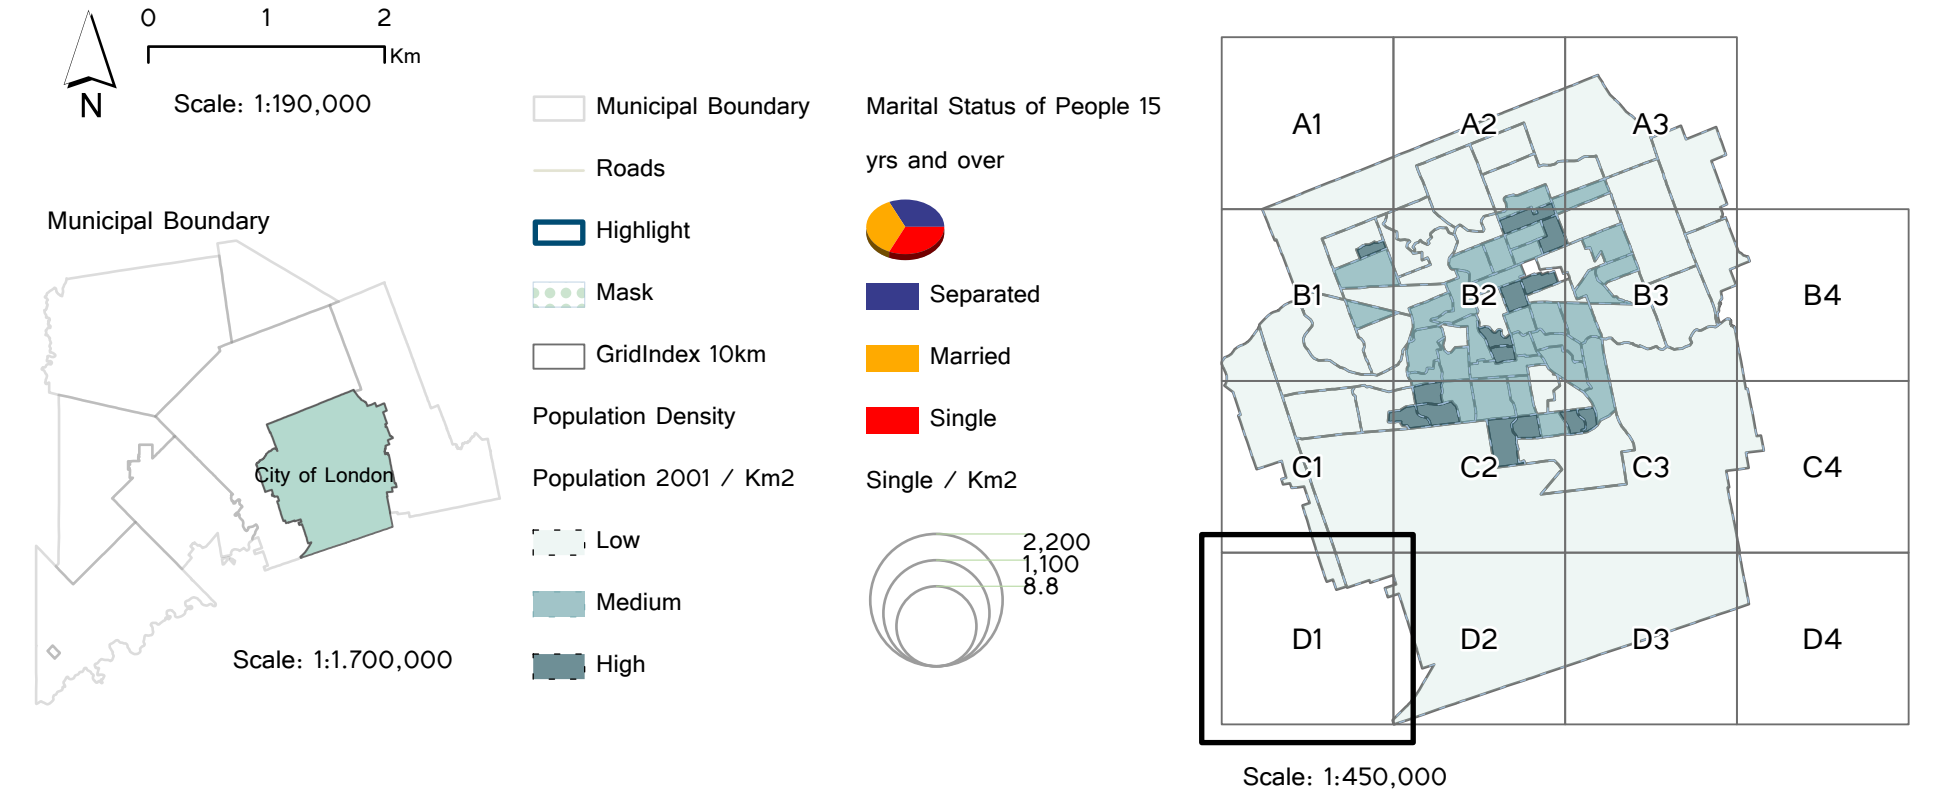 0 1 2
Km
N
Scale: 1:190,000
Municipal Boundary
City of London
Scale: 1:1.700,000
Municipal Boundary
Roads
Highlight
Mask
GridIndex 10km
Population Density
Population 2001 / Km2
Low
Medium
High
Marital Status of People 15
yrs and over
Separated
Married
Single
Single / Km2
2,200
1,100
8.8
A1 A2 A3
B1 B2 B3 B4
C1 C2 C3 C4
D1 D2 D3 D4
Scale: 1:450,000